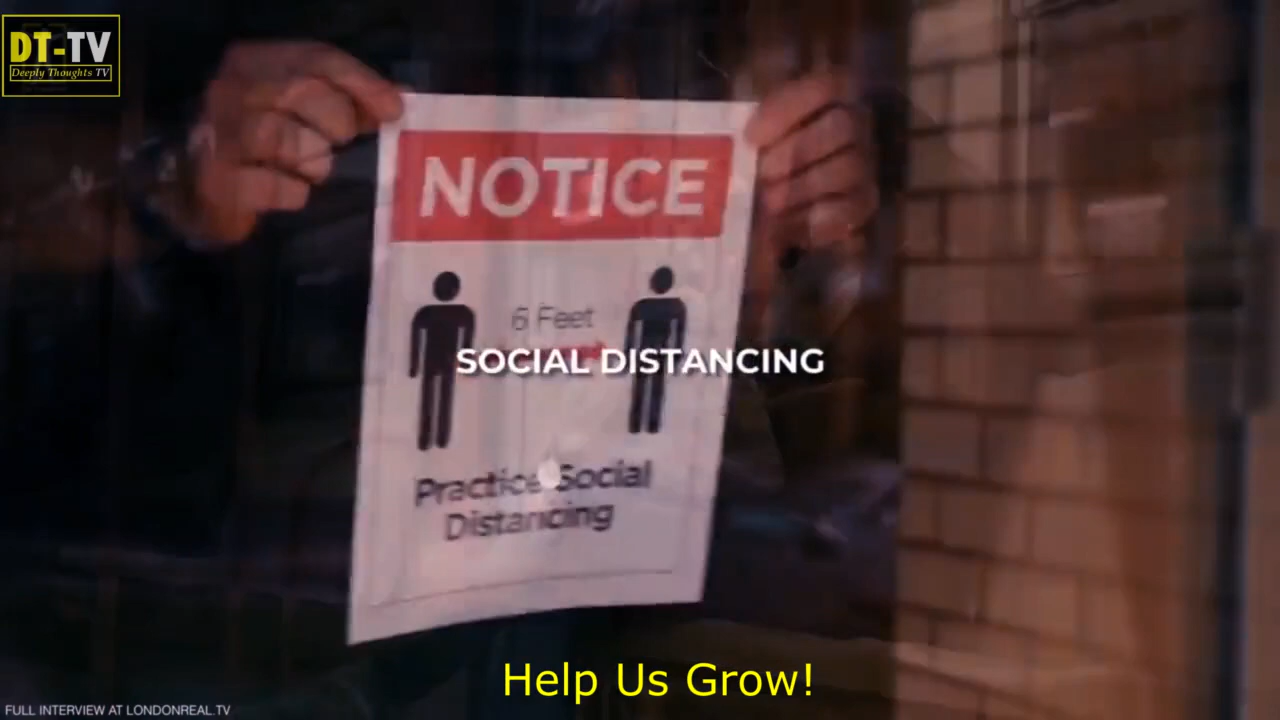 DT-TV
Deeply Thoughts TV
NOTICE
6 Feet
SOCIAL DISTANCING
Practice Social
Distancing
Help Us Grow!
FULL INTERVIEW AT LONDONREAL.TV